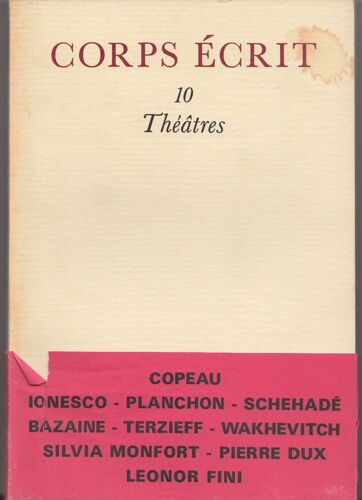 CORPS ÉCRIT
10
Théâtres
COPEAU
IONESCO - PLANCHON - SCHEHADÉ
BAZAINE - TERZIEFF - WAKHEVITCH
SILVIA MONFORT - PIERRE DUX
LEONOR FINI